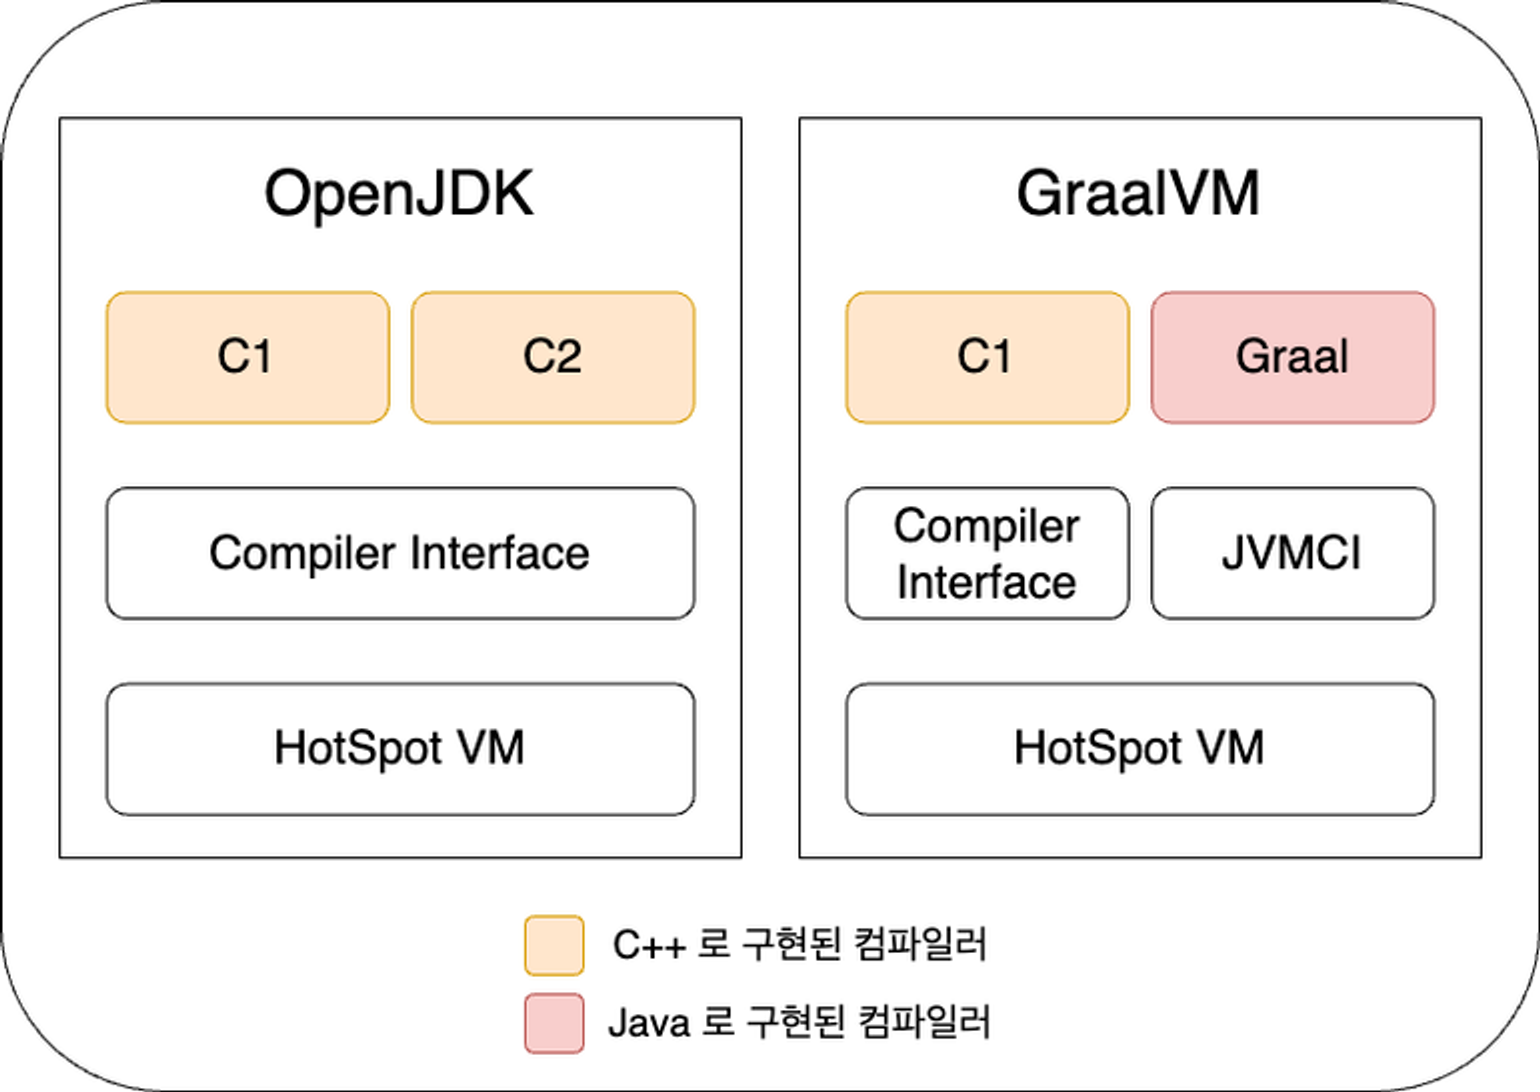 OpenJDK
C1
C2
Compiler Interface
HotSpot VM
GraalVM
C1
Graal
Compiler
Interface
JVMCI
HotSpot VM
C++ 로 구현된 컴파일러
Java 로 구현된 컴파일러